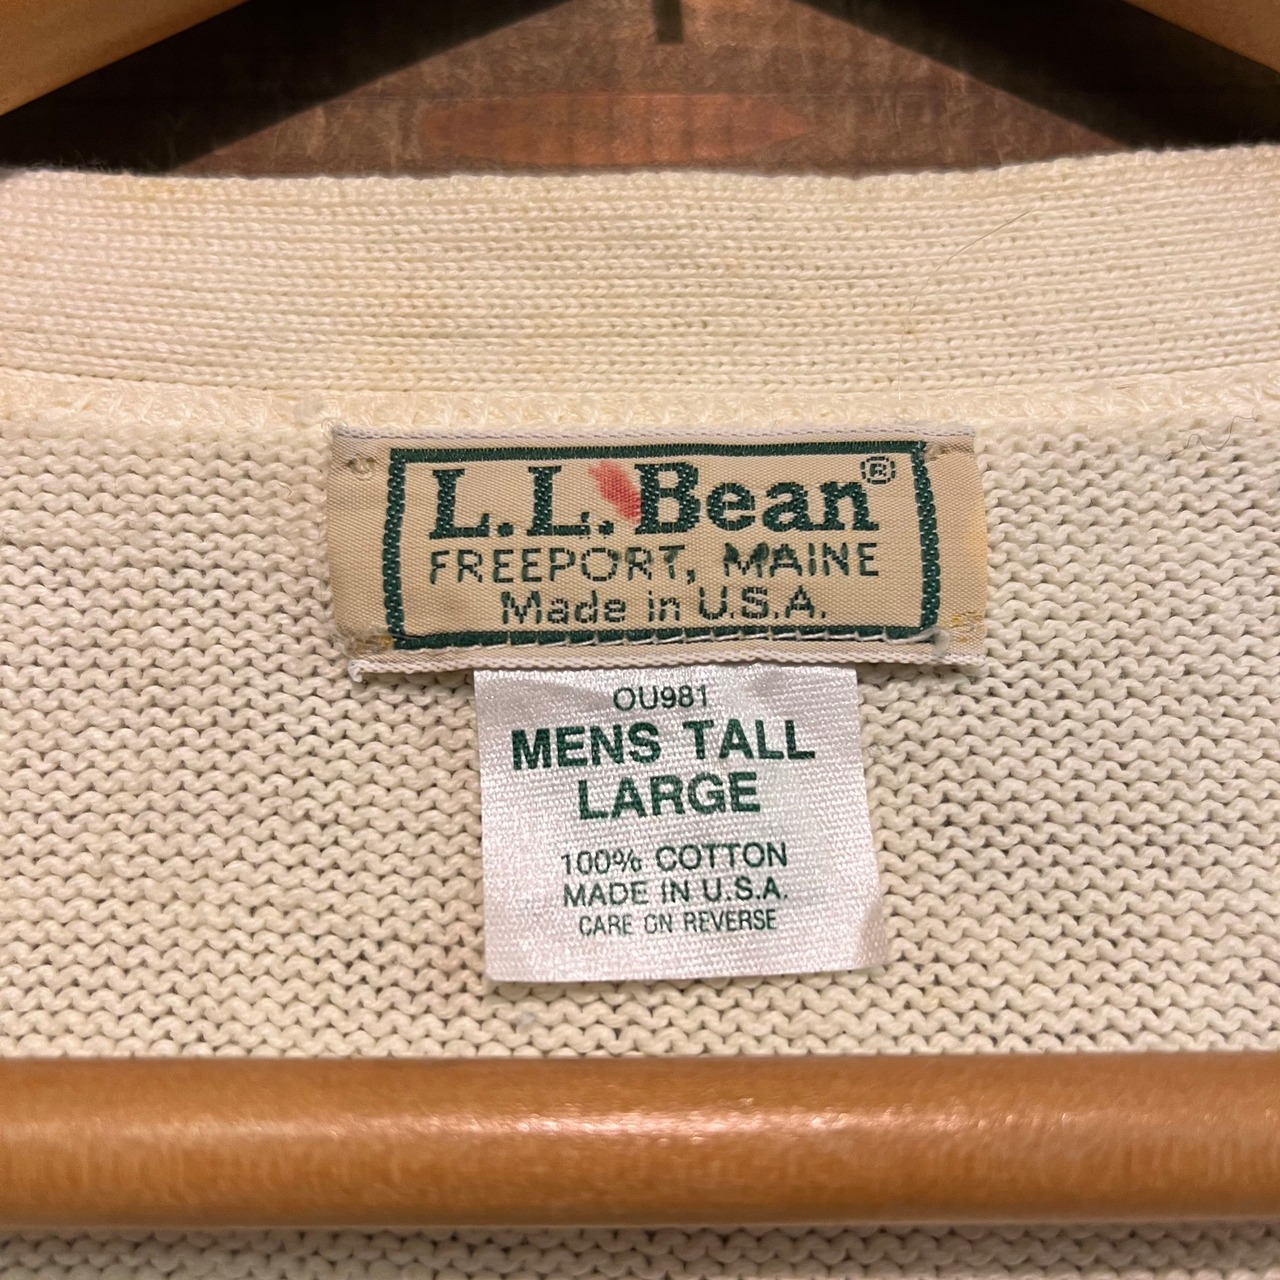 L.L.Bean®
FREEPORT, MAINE
Made in U.S.A.
OU981
MENS TALL
LARGE
100% COTTON
MADE IN U.S.A.
CARE ON REVERSE